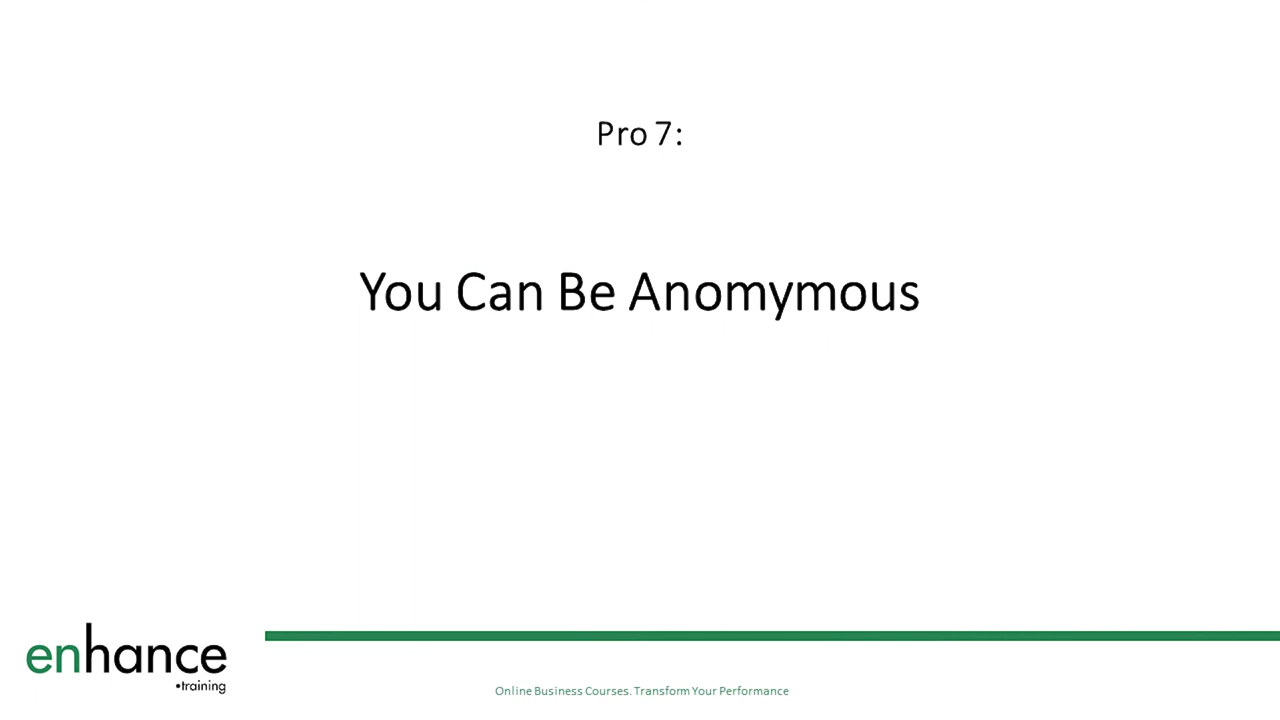 Pro 7:
You Can Be Anomymous
enhance
•training
Online Business Courses. Transform Your Performance